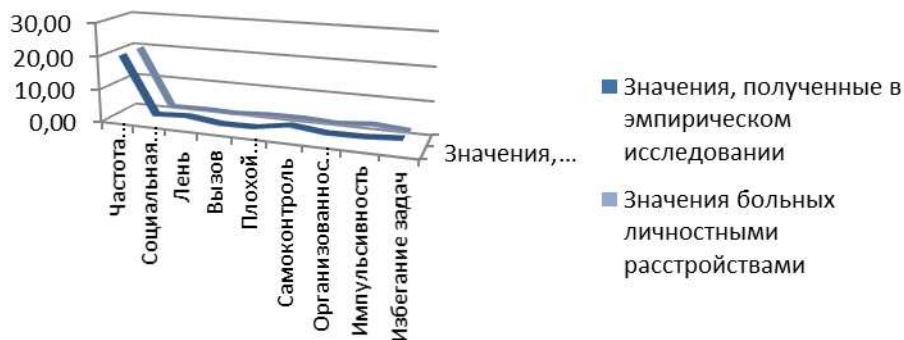 30,00
20,00
10,00
0,00
Частота...
Социальная...
Лень
Вызов
Плохой...
Самоконтроль
Организованнос...
Импульсивность
Избегание задач
Значения,...
Значения, полученные в
эмпирическом
исследовании
Значения больных
личностными
расстройствами